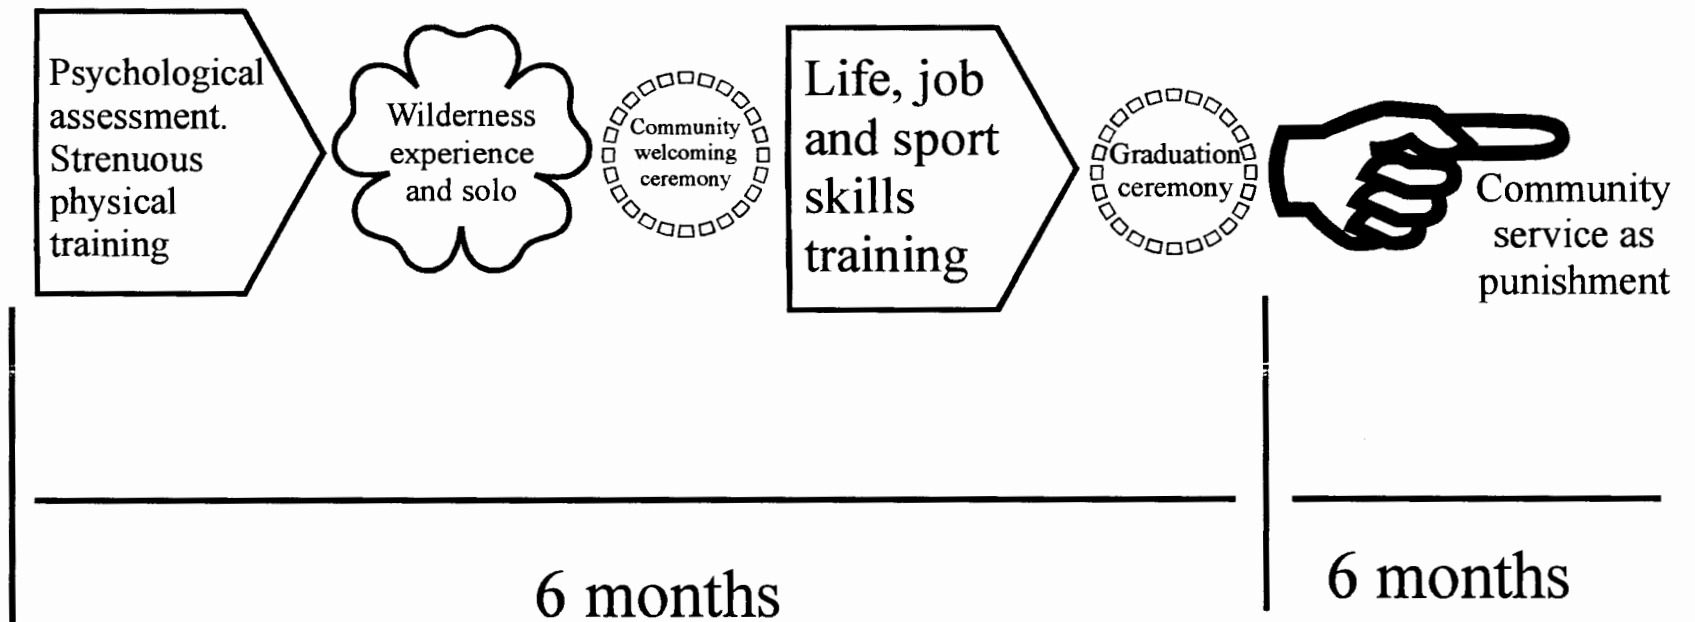 Psychological
assessment.
Strenuous
physical
training
Wilderness
experience
and solo
Community
welcoming
ceremony
Life, job
and sport
skills
training
Graduation
ceremony
Community
service as
punishment
6 months
6 months